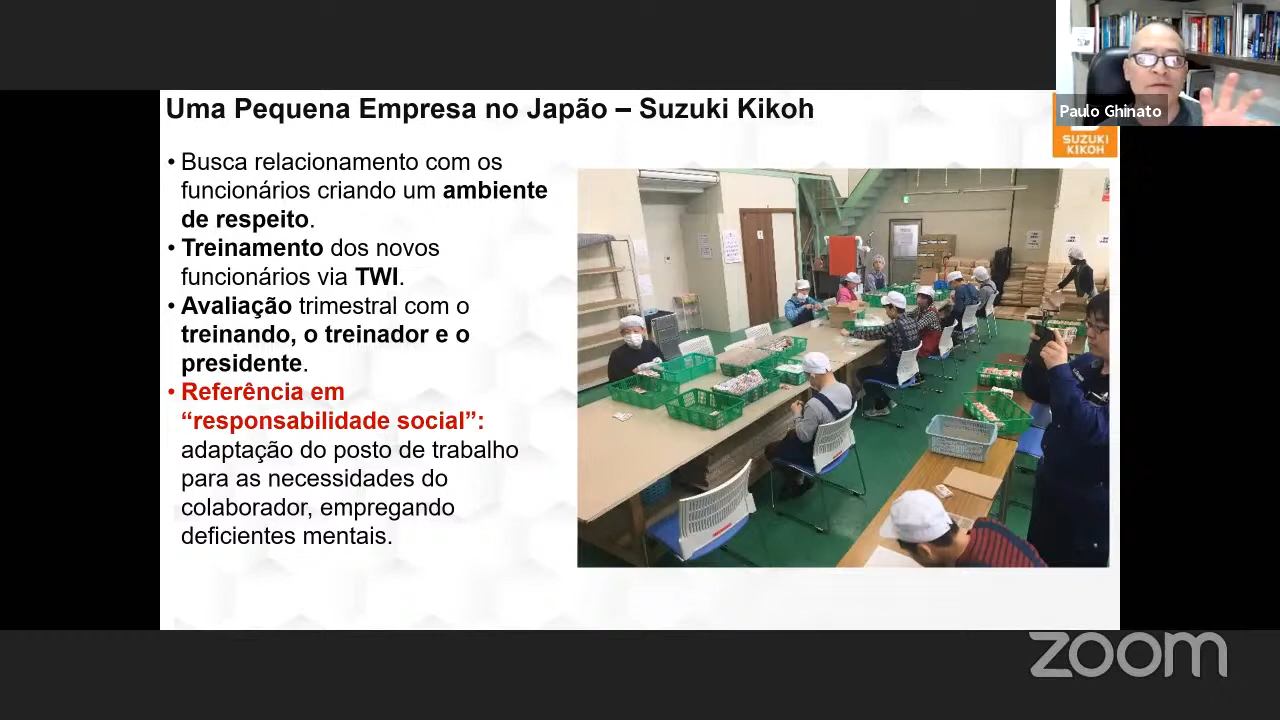 Paulo Ghinato
Uma Pequena Empresa no Japão – Suzuki Kikoh
SUZUKI
KIKOH
• Busca relacionamento com os
funcionários criando um ambiente
de respeito.
• Treinamento dos novos
funcionários via TWI.
• Avaliação trimestral com o
treinando, o treinador e o
presidente.
• Referência em
“responsabilidade social”:
adaptação do posto de trabalho
para as necessidades do
colaborador, empregando
deficientes mentais.
zoom